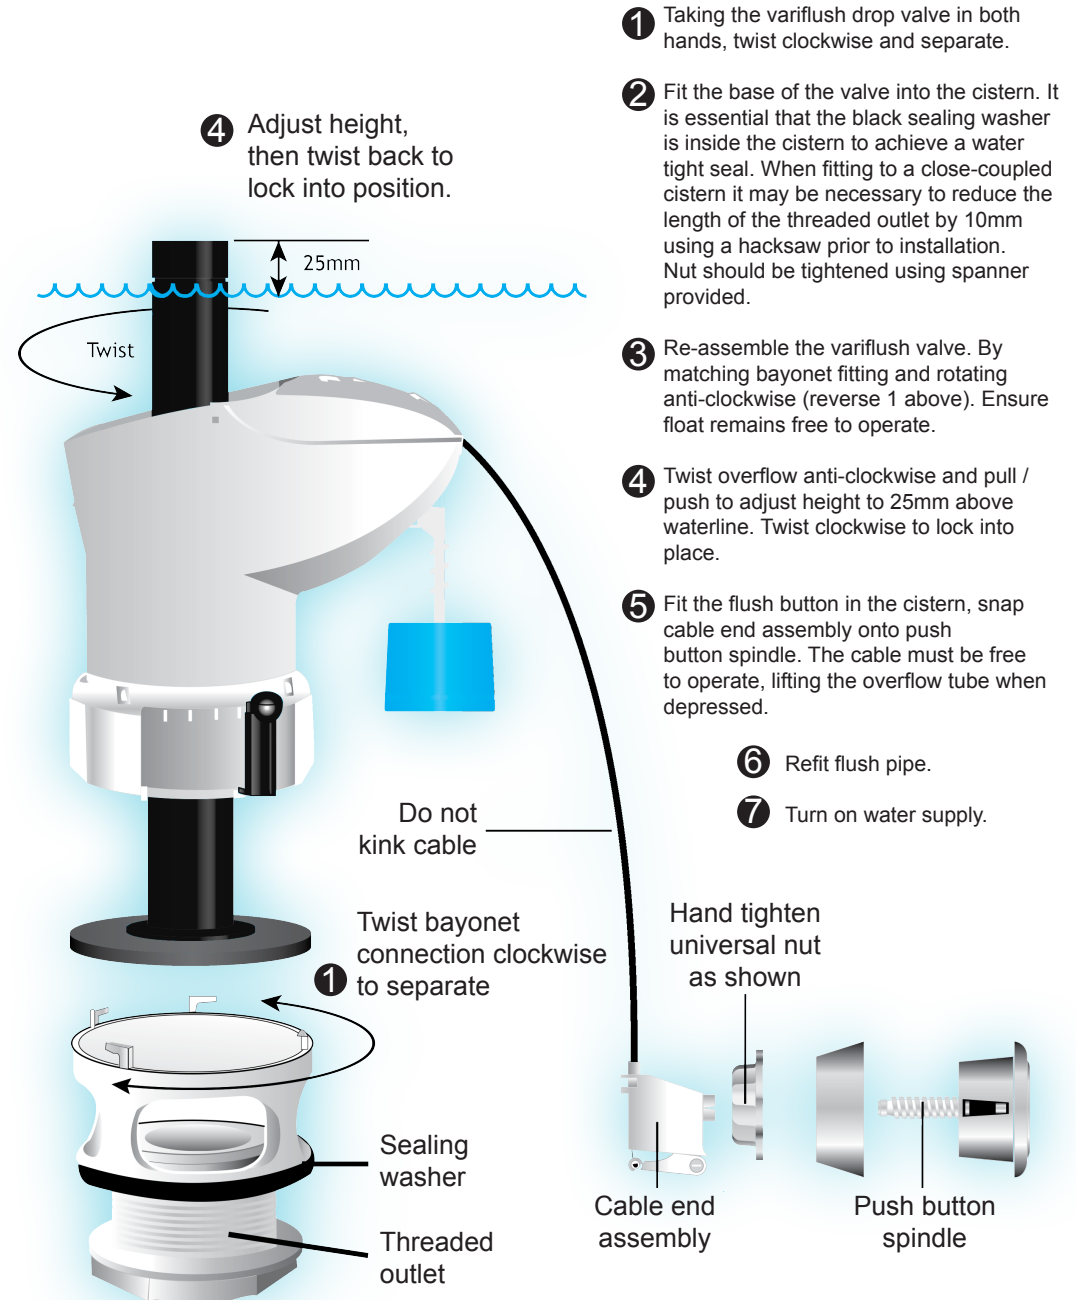 1 Taking the variflush drop valve in both
hands, twist clockwise and separate.
2 Fit the base of the valve into the cistern. It
is essential that the black sealing washer
is inside the cistern to achieve a water
tight seal. When fitting to a close-coupled
cistern it may be necessary to reduce the
length of the threaded outlet by 10mm
using a hacksaw prior to installation.
Nut should be tightened using spanner
provided.
3 Re-assemble the variflush valve. By
matching bayonet fitting and rotating
anti-clockwise (reverse 1 above). Ensure
float remains free to operate.
4 Twist overflow anti-clockwise and pull /
push to adjust height to 25mm above
waterline. Twist clockwise to lock into
place.
5 Fit the flush button in the cistern, snap
cable end assembly onto push
button spindle. The cable must be free
to operate, lifting the overflow tube when
depressed.
6 Refit flush pipe.
7 Turn on water supply.
4 Adjust height,
then twist back to
lock into position.
25mm
Twist
Do not
kink cable
Twist bayonet
connection clockwise
1 to separate
Hand tighten
universal nut
as shown
Sealing
washer
Threaded
outlet
Cable end
assembly
Push button
spindle